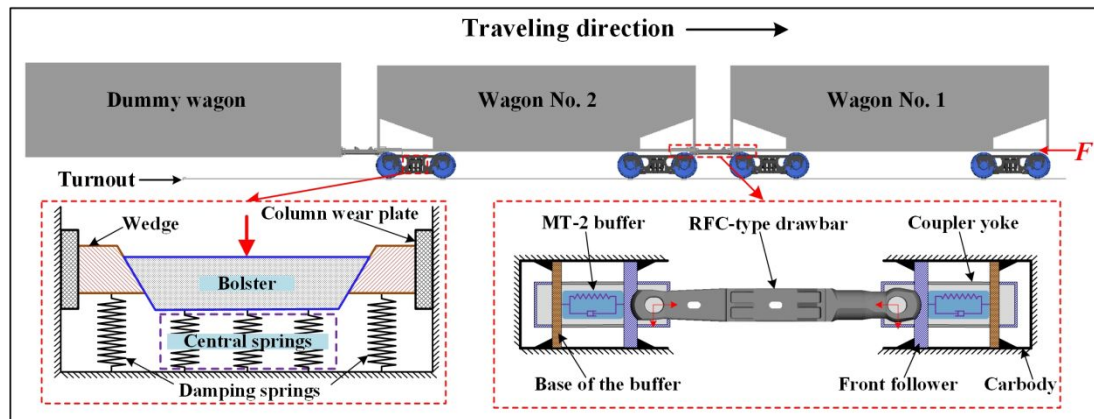 Traveling direction
Dummy wagon
Wagon No. 2
Wagon No. 1
F
Turnout
Wedge
Column wear plate
Bolster
Central springs
Damping springs
MT-2 buffer
RFC-type drawbar
Coupler yoke
Base of the buffer
Front follower
Carbody